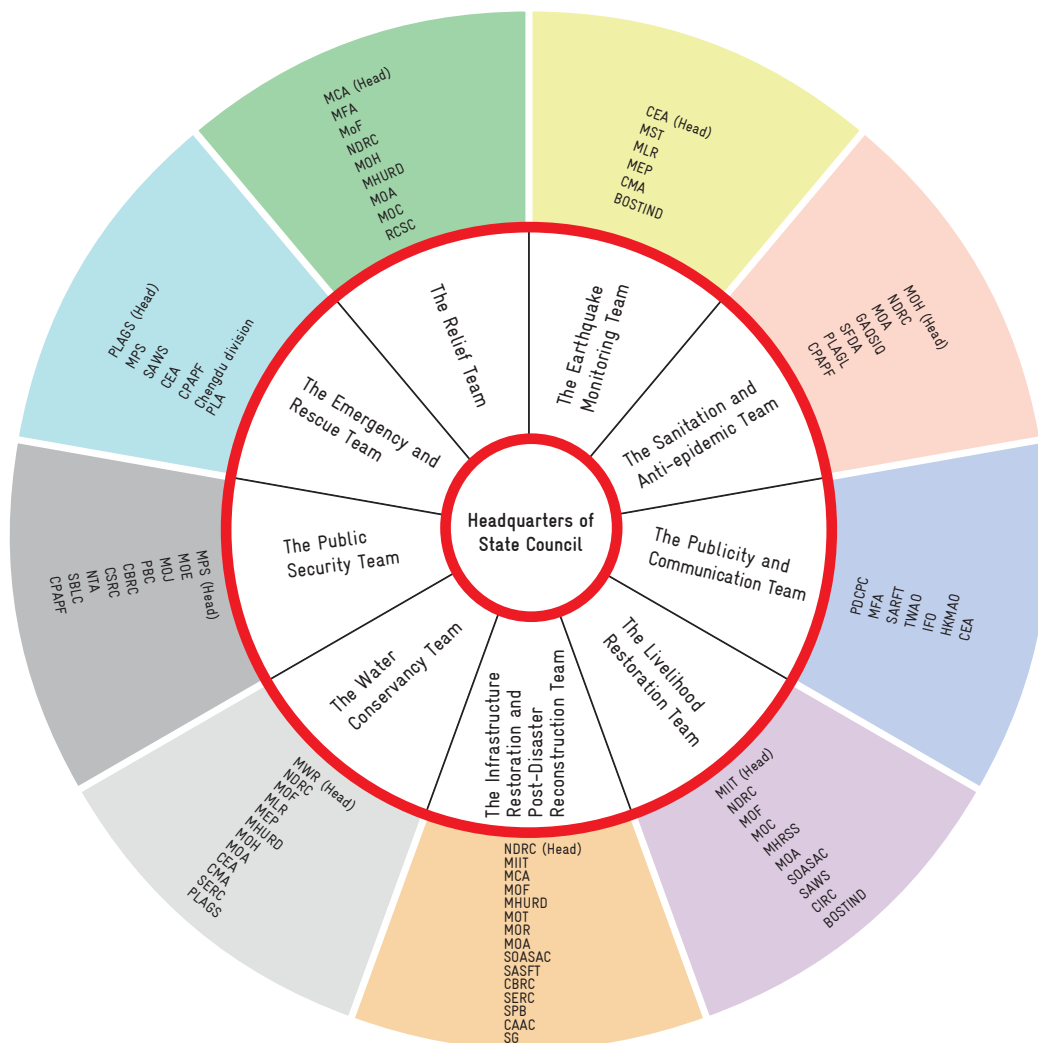 Headquarters of
State Council
The Earthquake
Monitoring Team
CEA (Head)
MST
MLR
MEP
CMA
BOSTIND
The Sanitation and
Anti-epidemic Team
MOH (Head)
NDRC
MOA
GAQSIQ
SFDA
PLAGL
CPAPF
The Publicity and
Communication Team
PDCPC
MFA
SARFT
TWAO
IFO
HKMAO
CEA
The Livelihood
Restoration Team
MIIT (Head)
NDRC
MOF
MOC
MHRSS
MOA
SOASAC
SAWS
CIRC
BOSTIND
The Infrastructure
Restoration and
Post-Disaster
Reconstruction Team
NDRC (Head)
MIIT
MCA
MOF
MHURD
MOT
MOR
MOA
SOASAC
SASFT
CBRC
SERC
SPB
CAAC
SG
The Water
Conservancy Team
MWR (Head)
NDRC
MOF
MLR
MEP
MHURD
MOH
MOA
CEA
CMA
SERC
PLAGS
The Public
Security Team
MPS (Head)
MOE
MOJ
PBC
CBRC
CSRC
NTA
SBLC
CPAPF
The Emergency and
Rescue Team
PLAGS (Head)
MPS
SAWS
CEA
CPAPF
Chengdu division
PLA
The Relief Team
MCA (Head)
MFA
MoF
NDRC
MOH
MHURD
MOA
MOC
RCSC